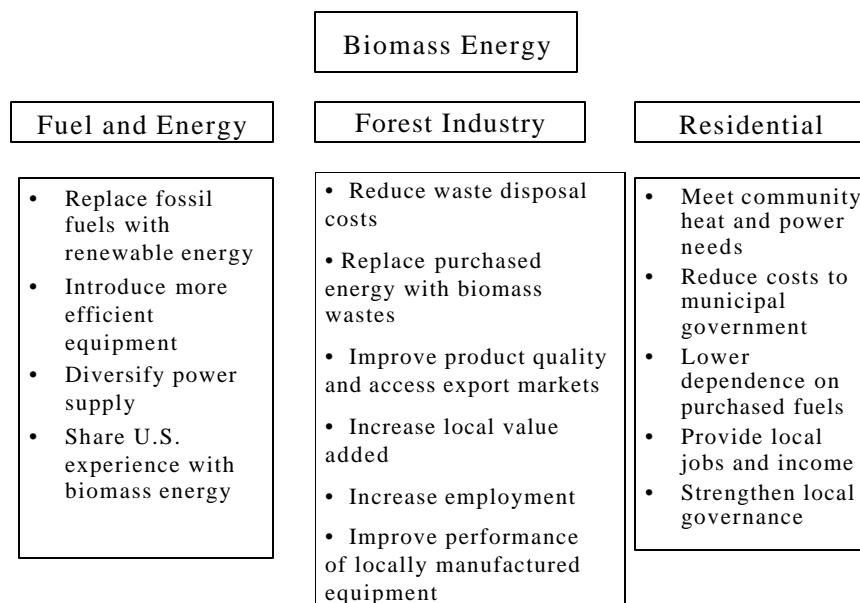 Biomass Energy
Fuel and Energy
Forest Industry
Residential
• Replace fossil
fuels with
renewable energy
• Introduce more
efficient
equipment
• Diversify power
supply
• Share U.S.
experience with
biomass energy
• Reduce waste disposal
costs
• Replace purchased
energy with biomass
wastes
• Improve product quality
and access export markets
• Increase local value
added
• Increase employment
• Improve performance
of locally manufactured
equipment
• Meet community
heat and power
needs
• Reduce costs to
municipal
government
• Lower
dependence on
purchased fuels
• Provide local
jobs and income
• Strengthen local
governance